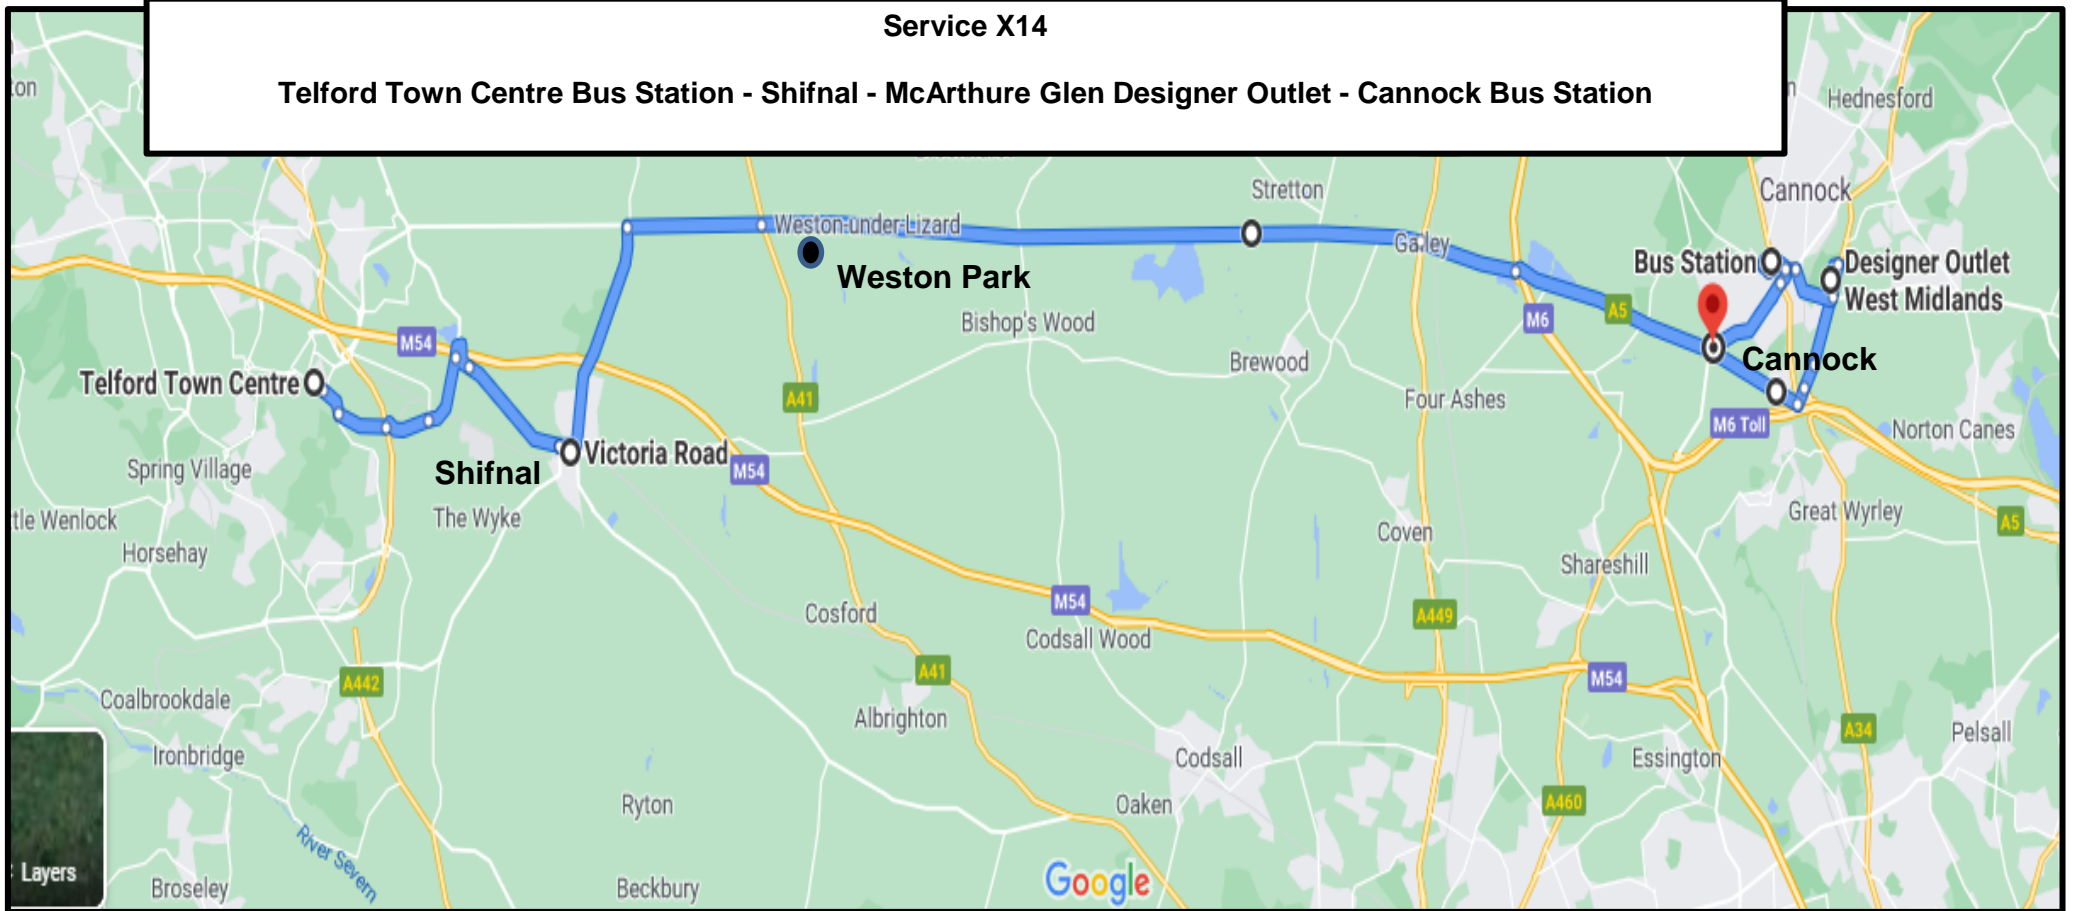 Service X14
Telford Town Centre Bus Station - Shifnal - McArthure Glen Designer Outlet - Cannock Bus Station
Hednesford
Cannock
Stretton
Weston-under-Lizard
Gailey
Weston Park
Bus Station
Designer Outlet
West Midlands
Bishop's Wood
M6
A5
M54
Brewood
Cannock
Telford Town Centre
A41
Four Ashes
M6 Toll
Norton Canes
Victoria Road
Shifnal
M54
Spring Village
The Wyke
tle Wenlock
Great Wyrley
A5
Horsehay
Coven
Shareshill
M54
Cosford
A449
Codsall Wood
A442
A41
M54
Coalbrookdale
Albrighton
A34
Pelsall
Ironbridge
Codsall
Essington
Ryton
Oaken
A460
River Severn
Layers
Broseley
Beckbury
Google